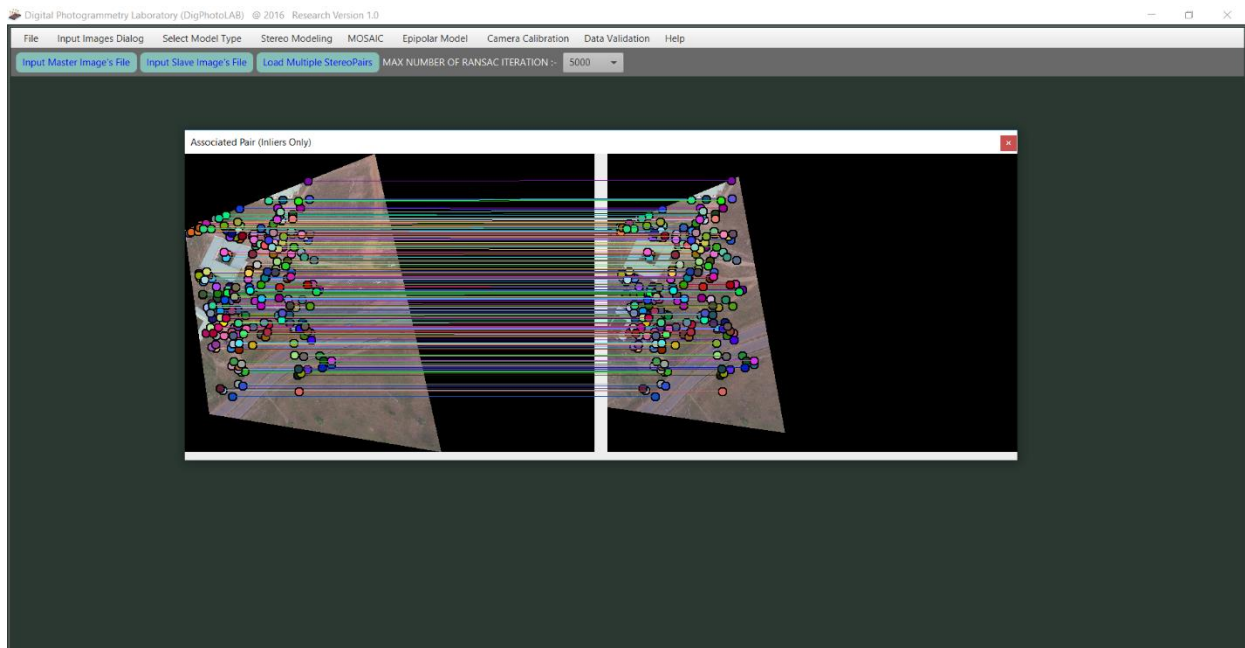 Digital Photogrammetry Laboratory (DigPhotoLAB) @ 2016 Research Version 1.0
File Input Images Dialog Select Model Type Stereo Modeling MOSAIC Epipolar Model Camera Calibration Data Validation Help
Input Master Image's File Input Slave Image's File Load Multiple StereoPairs MAX NUMBER OF RANSAC ITERATION :- 5000
Associated Pair (Inliers Only)